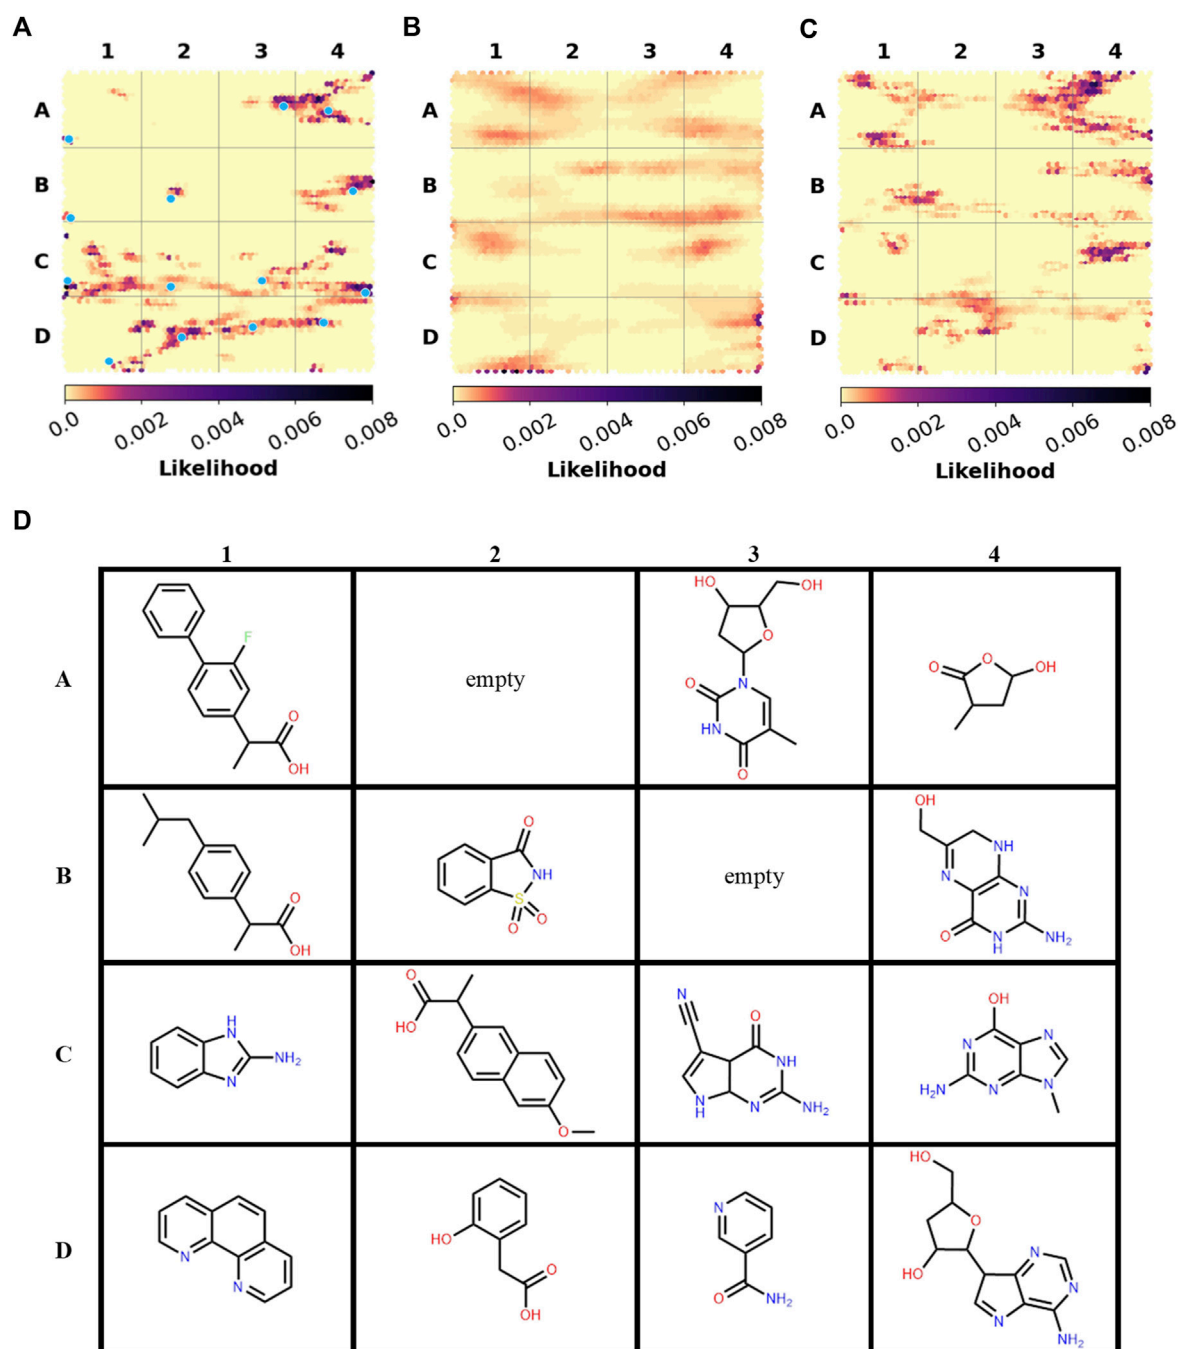 A B C
1 2 3 4 1 2 3 4 1 2 3 4
A A A
B B B
C C C
D D D
0.0 0.002 0.004 0.006 0.008 0.0 0.002 0.004 0.006 0.008 0.0 0.002 0.004 0.006 0.008
Likelihood Likelihood Likelihood
D
1 2 3 4
A
F
O
OH
empty
HO
OH
O
N
O
HN
O
O
O
OH
B
O
OH
O
NH
S
O
O
empty
OH
NH
N
N
O
N
H
NH2
C
H
N
NH2
N
O
HO
O
N
O
NH
N
H
N
NH2
OH
N
N
H2N
N
N
D
N
N
HO
O
OH
N
O
NH2
HO
O
HO
N
N
N
NH2